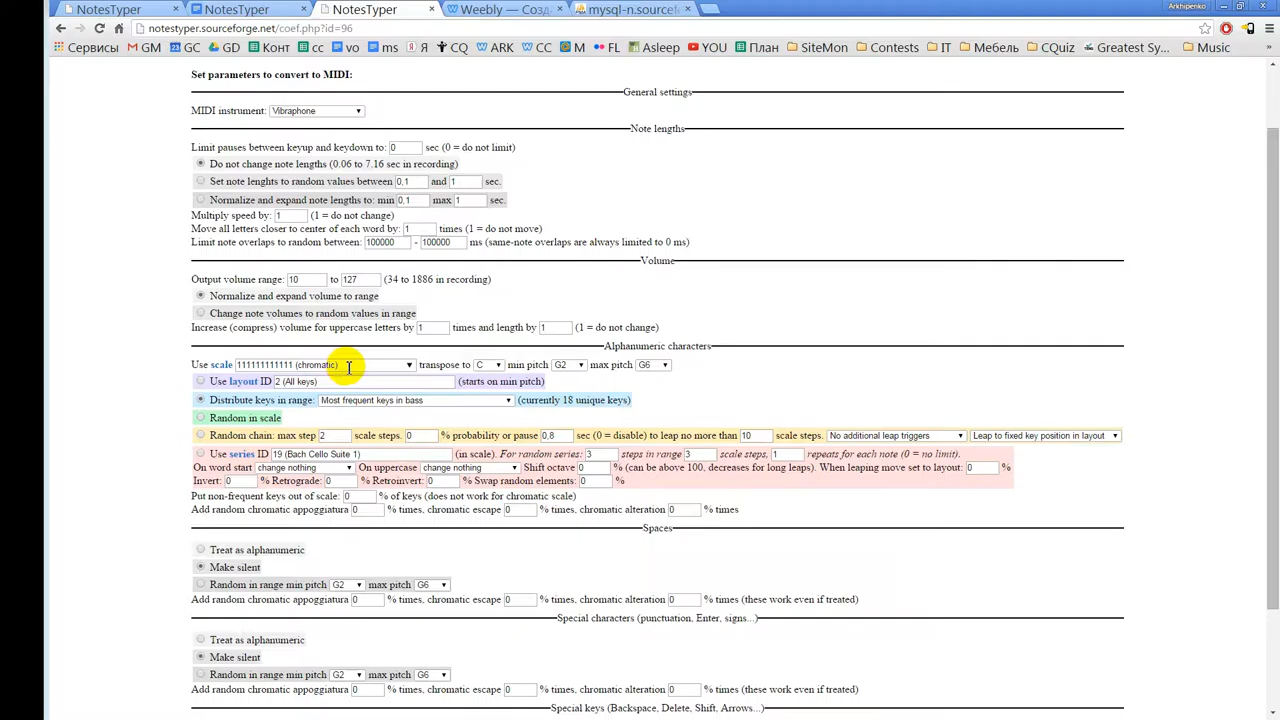 NotesTyper × NotesTyper × NotesTyper × Weebly — Созд × mysql-n.sourcefo × Arkhipenko
notestyper.sourceforge.net/coef.php?id=96
Сервисы GM GC GD Конт cc vo ms Я CQ ARK CC M FL Asleep YOU План SiteMon Contests IT Мебель CQuiz Greatest Sy... Music »
Set parameters to convert to MIDI:
General settings
MIDI instrument: Vibraphone
Note lengths
Limit pauses between keyup and keydown to: 0 sec (0 = do not limit)
Do not change note lengths (0.06 to 7.16 sec in recording)
Set note lenghts to random values between 0,1 and 1 sec.
Normalize and expand note lengths to: min 0,1 max 1 sec.
Multiply speed by: 1 (1 = do not change)
Move all letters closer to center of each word by: 1 times (1 = do not move)
Limit note overlaps to random between: 100000 - 100000 ms (same-note overlaps are always limited to 0 ms)
Volume
Output volume range: 10 to 127 (34 to 1886 in recording)
Normalize and expand volume to range
Change note volumes to random values in range
Increase (compress) volume for uppercase letters by 1 times and length by 1 (1 = do not change)
Alphanumeric characters
Use scale 111111111111 (chromatic) transpose to C min pitch G2 max pitch G6
Use layout ID 2 (All keys) (starts on min pitch)
Distribute keys in range: Most frequent keys in bass (currently 18 unique keys)
Random in scale
Random chain: max step 2 scale steps. 0 % probability or pause 0,8 sec (0 = disable) to leap no more than 10 scale steps. No additional leap triggers Leap to fixed key position in layout
Use series ID 19 (Bach Cello Suite 1) (in scale). For random series: 3 steps in range 3 scale steps, 1 repeats for each note (0 = no limit).
On word start change nothing On uppercase change nothing Shift octave 0 % (can be above 100, decreases for long leaps). When leaping move set to layout: 0 %
Invert: 0 % Retrograde: 0 % Retroinvert: 0 % Swap random elements: 0 %
Put non-frequent keys out of scale: 0 % of keys (does not work for chromatic scale)
Add random chromatic appoggiatura 0 % times, chromatic escape 0 % times, chromatic alteration 0 % times
Spaces
Treat as alphanumeric
Make silent
Random in range min pitch G2 max pitch G6
Add random chromatic appoggiatura 0 % times, chromatic escape 0 % times, chromatic alteration 0 % times (these work even if treated)
Special characters (punctuation, Enter, signs...)
Treat as alphanumeric
Make silent
Random in range min pitch G2 max pitch G6
Add random chromatic appoggiatura 0 % times, chromatic escape 0 % times, chromatic alteration 0 % times (these work even if treated)
Special keys (Backspace, Delete, Shift, Arrows...)